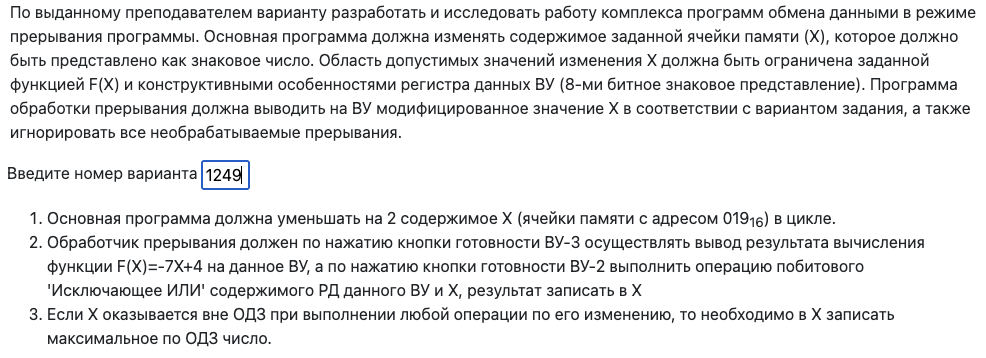 По выданному преподавателем варианту разработать и исследовать работу комплекса программ обмена данными в режиме
прерывания программы. Основная программа должна изменять содержимое заданной ячейки памяти (X), которое должно
быть представлено как знаковое число. Область допустимых значений изменения X должна быть ограничена заданной
функцией F(X) и конструктивными особенностями регистра данных ВУ (8-ми битное знаковое представление). Программа
обработки прерывания должна выводить на ВУ модифицированное значение X в соответствии с вариантом задания, а также
игнорировать все необрабатываемые прерывания.
Введите номер варианта 1249
1. Основная программа должна уменьшать на 2 содержимое X (ячейки памяти с адресом 019₁₆) в цикле.
2. Обработчик прерывания должен по нажатию кнопки готовности ВУ-3 осуществлять вывод результата вычисления
функции F(X)=-7X+4 на данное ВУ, а по нажатию кнопки готовности ВУ-2 выполнить операцию побитового
'Исключающее ИЛИ' содержимого РД данного ВУ и X, результат записать в X
3. Если X оказывается вне ОДЗ при выполнении любой операции по его изменению, то необходимо в X записать
максимальное по ОДЗ число.